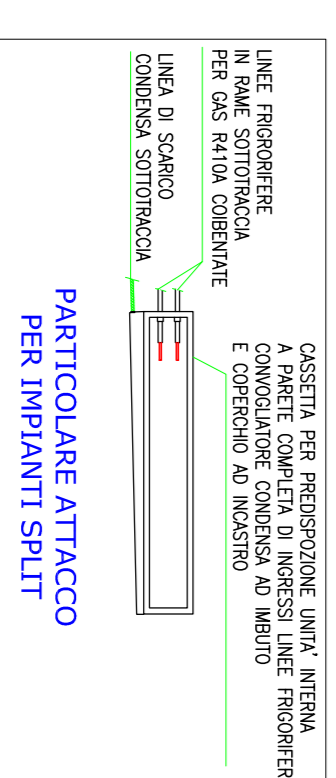 LINEE FRIGRORIFERE
IN RAME SOTTOTRACCIA
PER GAS R410A COIBENTATE
LINEA DI SCARICO
CONDENSA SOTTOTRACCIA
CASSETTA PER PREDISPOZIONE UNITA' INTERNA
A PARETE COMPLETA DI INGRESSI LINEE FRIGORIFER
CONVOGLIATORE CONDENSA AD IMBUTO
E COPERCHIO AD INCASTRO
PARTICOLARE ATTACCO
PER IMPIANTI SPLIT